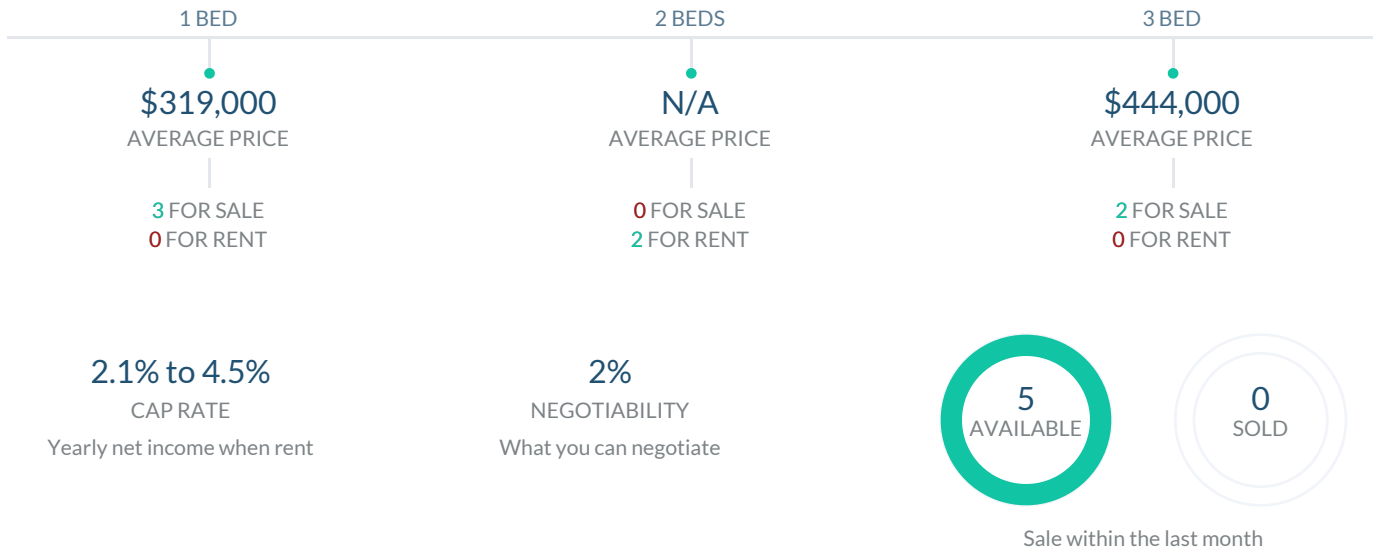 1 BED
2 BEDS
3 BED
$319,000
AVERAGE PRICE
3 FOR SALE
0 FOR RENT
N/A
AVERAGE PRICE
0 FOR SALE
2 FOR RENT
$444,000
AVERAGE PRICE
2 FOR SALE
0 FOR RENT
2.1% to 4.5%
CAP RATE
Yearly net income when rent
2%
NEGOTIABILITY
What you can negotiate
5
AVAILABLE
0
SOLD
Sale within the last month